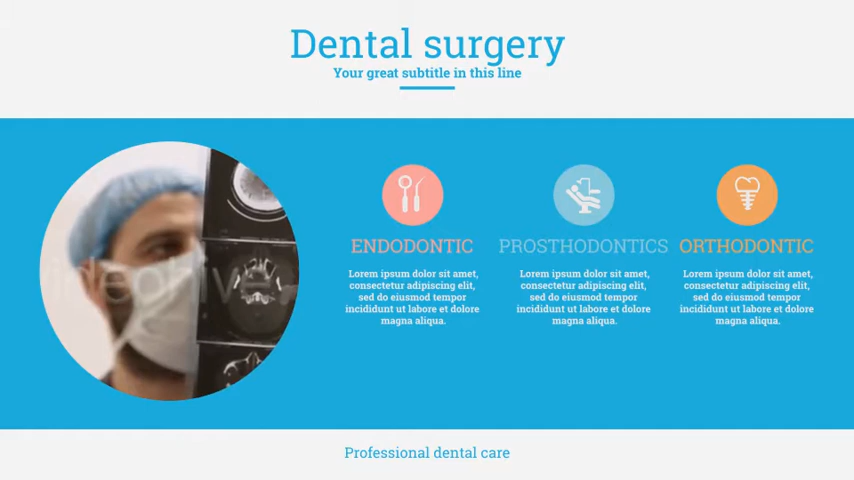 Dental surgery
Your great subtitle in this line
videohive
ENDODONTIC
Lorem ipsum dolor sit amet,
consectetur adipiscing elit,
sed do eiusmod tempor
incididunt ut labore et dolore
magna aliqua.
PROSTHODONTICS
Lorem ipsum dolor sit amet,
consectetur adipiscing elit,
sed do eiusmod tempor
incididunt ut labore et dolore
magna aliqua.
ORTHODONTIC
Lorem ipsum dolor sit amet,
consectetur adipiscing elit,
sed do eiusmod tempor
incididunt ut labore et dolore
magna aliqua.
Professional dental care